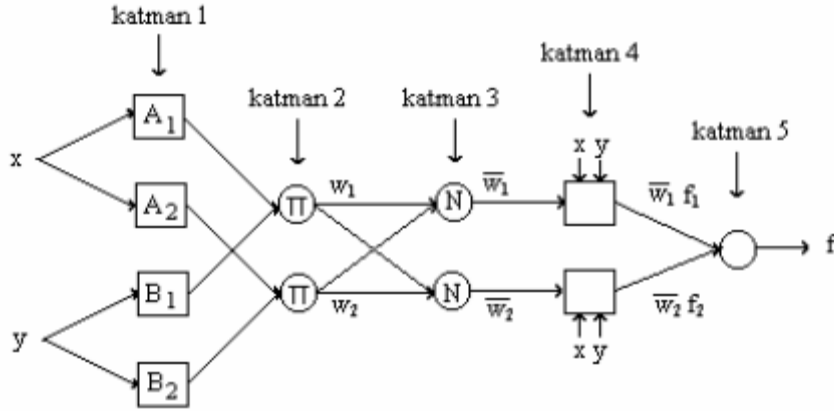 katman 1
katman 2
katman 3
katman 4
katman 5
x
A₁
A₂
y
B₁
B₂
Π
Π
w₁
w₂
N
N
w̅₁
w̅₂
x y
x y
w̅₁ f₁
w̅₂ f₂
f